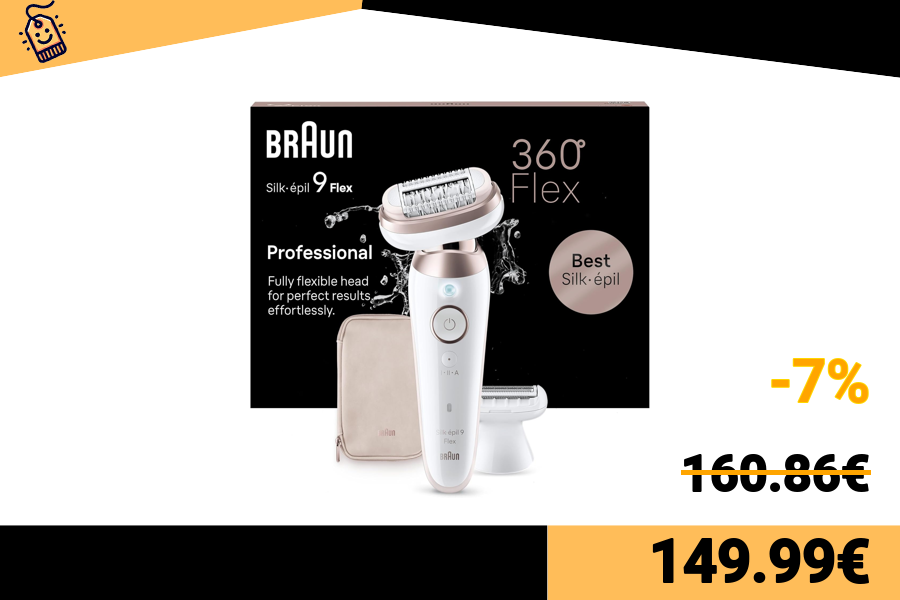 BRAUN
Silk·épil 9 Flex
360°
Flex
Professional
Fully flexible head
for perfect results,
effortlessly.
Best
Silk·épil
I·II·A
Silk·épil 9
Flex
BRAUN
BRAUN
-7%
160.86€
149.99€